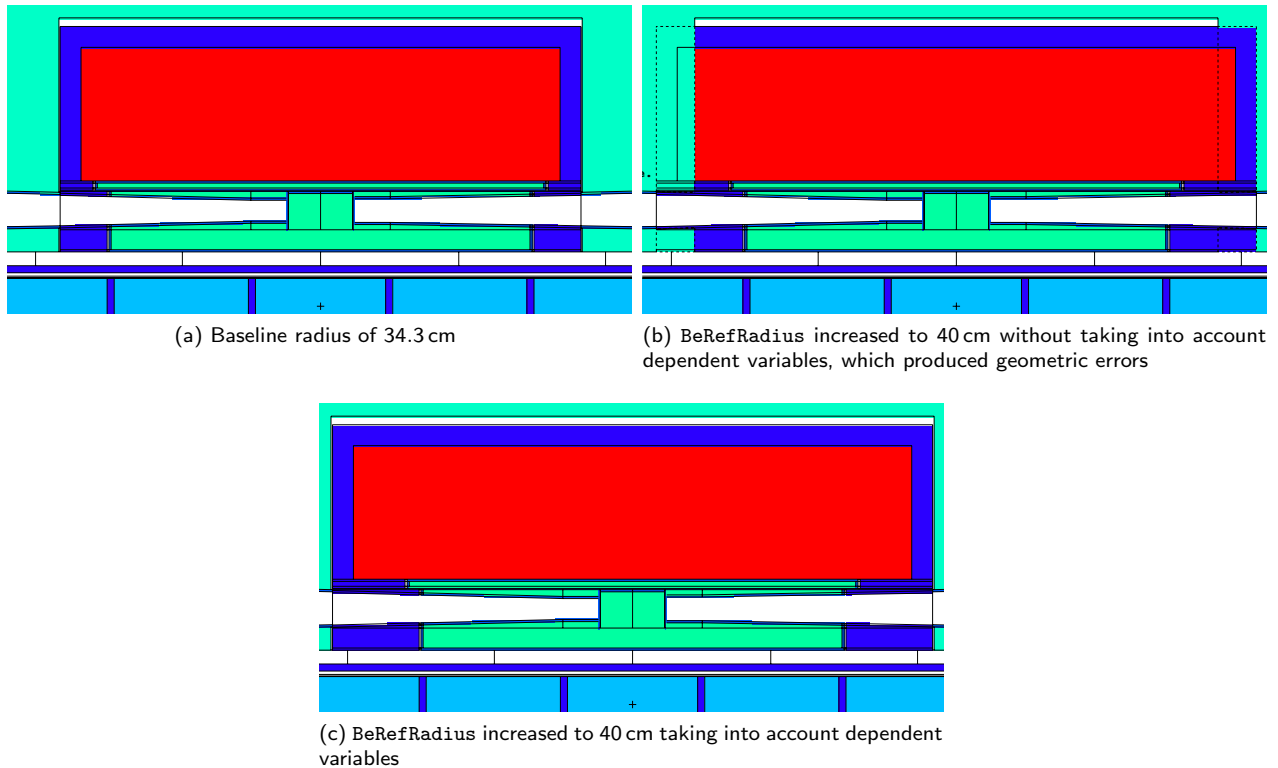 e.
(a) Baseline radius of 34.3 cm
(b) BeRefRadius increased to 40 cm without taking into account
dependent variables, which produced geometric errors
(c) BeRefRadius increased to 40 cm taking into account dependent
variables